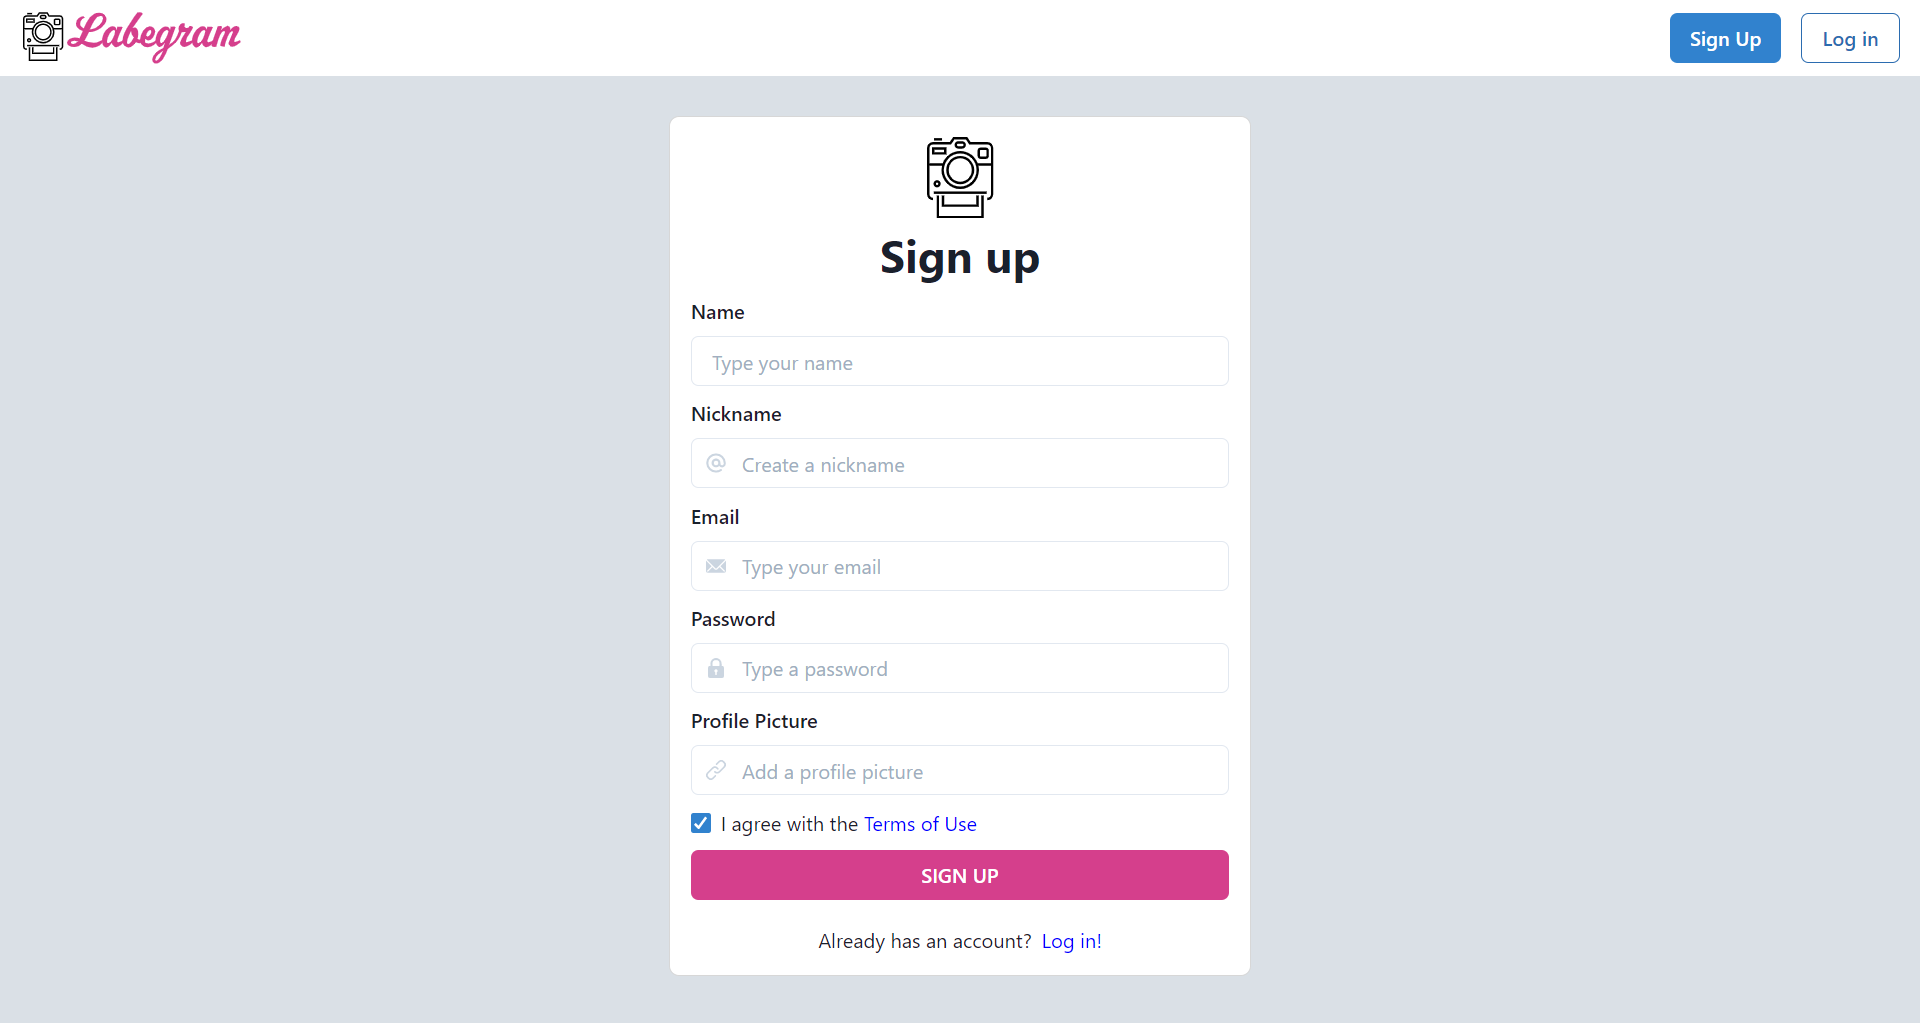 Labegram
Sign Up
Log in
Sign up
Name
Type your name
Nickname
@ Create a nickname
Email
Type your email
Password
Type a password
Profile Picture
Add a profile picture
I agree with the Terms of Use
SIGN UP
Already has an account? Log in!